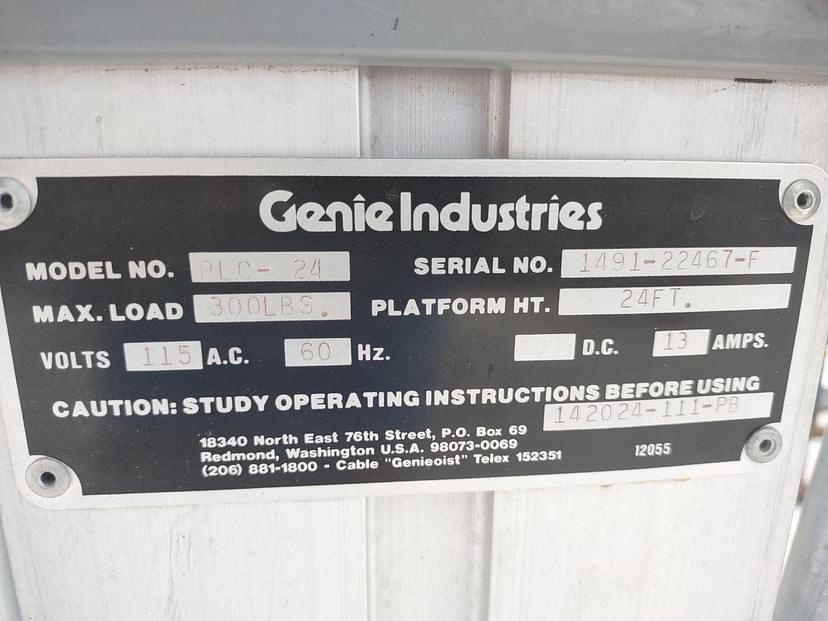 Genie Industries
MODEL NO. PLC- 24 SERIAL NO. 1491-22467-F
MAX. LOAD 300LBS. PLATFORM HT. 24FT.
VOLTS 115 A.C. 60 Hz. D.C. 13 AMPS.
CAUTION: STUDY OPERATING INSTRUCTIONS BEFORE USING
142024-111-PB
18340 North East 76th Street, P.O. Box 69
Redmond, Washington U.S.A. 98073-0069
(206) 881-1800 - Cable "Genieoist" Telex 152351
12055